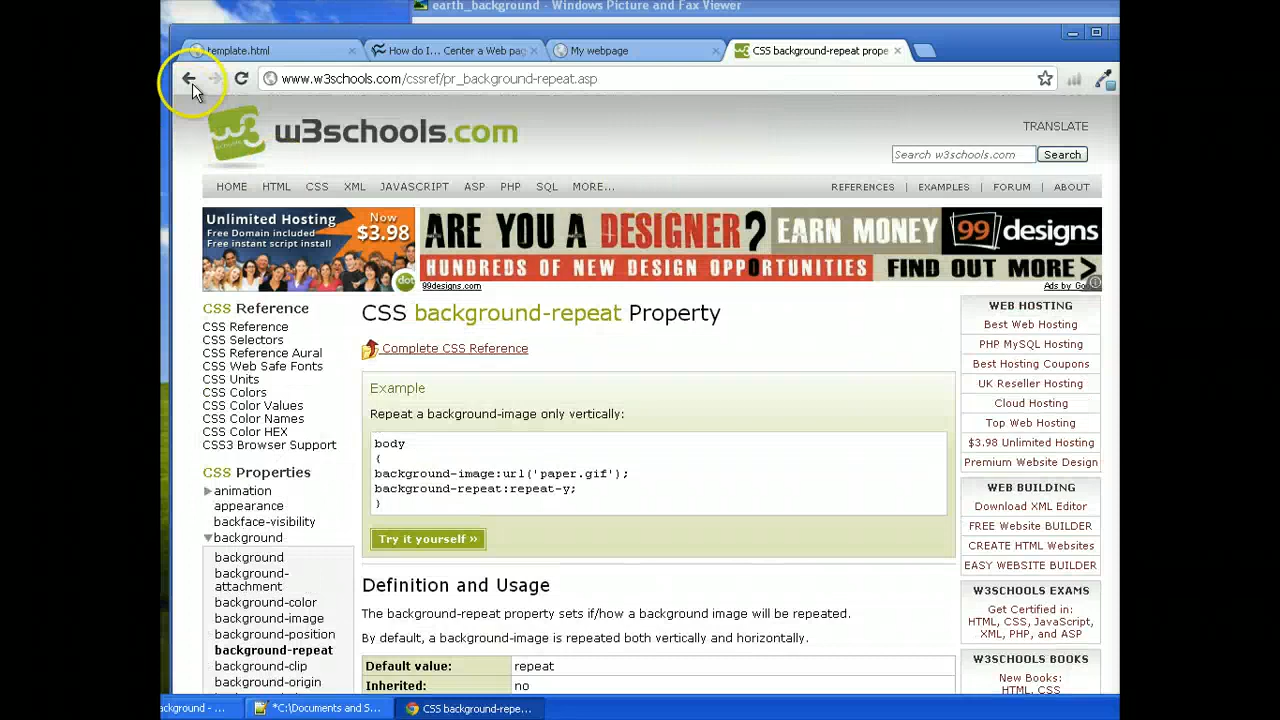 earth_background - Windows Picture and Fax Viewer
template.html
How do I... Center a Web pag
My webpage
CSS background-repeat prope
www.w3schools.com/cssref/pr_background-repeat.asp
w3schools.com
TRANSLATE
Search w3schools.com
Search
HOME HTML CSS XML JAVASCRIPT ASP PHP SQL MORE...
REFERENCES | EXAMPLES | FORUM | ABOUT
Unlimited Hosting
Free Domain included
Free instant script install
Now
$3.98
dot
ARE YOU A DESIGNER?
HUNDREDS OF NEW DESIGN OPPORTUNITIES
EARN MONEY
99designs
FIND OUT MORE >
99designs.com
Ads by Go
CSS Reference
CSS Reference
CSS Selectors
CSS Reference Aural
CSS Web Safe Fonts
CSS Units
CSS Colors
CSS Color Values
CSS Color Names
CSS Color HEX
CSS3 Browser Support
CSS Properties
animation
appearance
backface-visibility
background
background
background-
attachment
background-color
background-image
background-position
background-repeat
background-clip
background-origin
CSS background-repeat Property
Complete CSS Reference
Example
Repeat a background-image only vertically:
body
{
background-image:url('paper.gif');
background-repeat:repeat-y;
}
Try it yourself »
Definition and Usage
The background-repeat property sets if/how a background image will be repeated.
By default, a background-image is repeated both vertically and horizontally.
Default value: repeat
Inherited: no
WEB HOSTING
Best Web Hosting
PHP MySQL Hosting
Best Hosting Coupons
UK Reseller Hosting
Cloud Hosting
Top Web Hosting
$3.98 Unlimited Hosting
Premium Website Design
WEB BUILDING
Download XML Editor
FREE Website BUILDER
CREATE HTML Websites
EASY WEBSITE BUILDER
W3SCHOOLS EXAMS
Get Certified in:
HTML, CSS, JavaScript,
XML, PHP, and ASP
W3SCHOOLS BOOKS
New Books:
HTML, CSS
ackground - ...
*C:\Documents and S...
CSS background-repe...